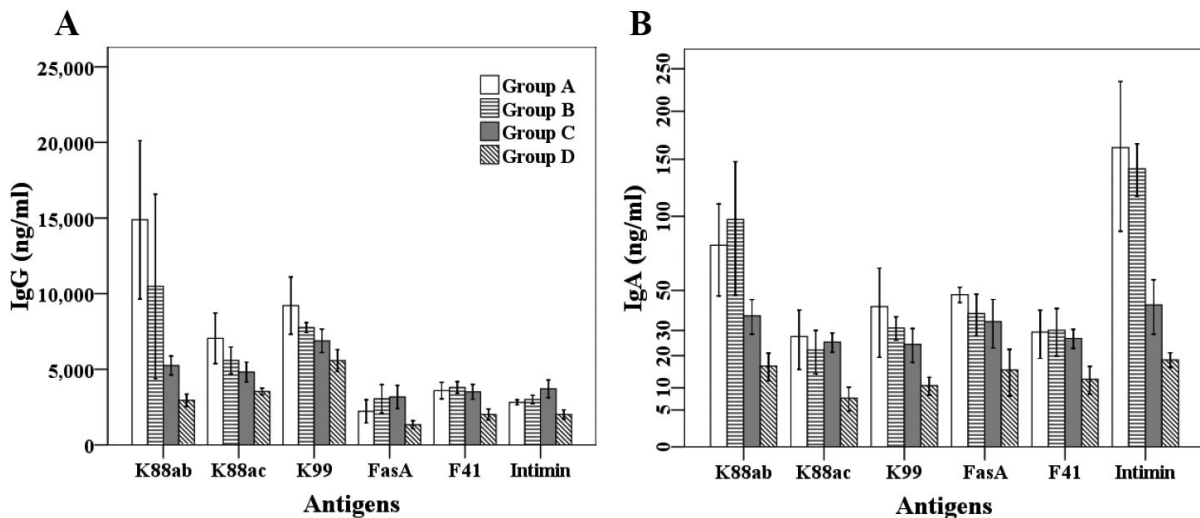 A
IgG (ng/ml)
25,000
20,000
15,000
10,000
5,000
0
Group A
Group B
Group C
Group D
K88ab K88ac K99 FasA F41 Intimin
Antigens
B
IgA (ng/ml)
250
200
150
100
50
30
20
10
5
0
K88ab K88ac K99 FasA F41 Intimin
Antigens